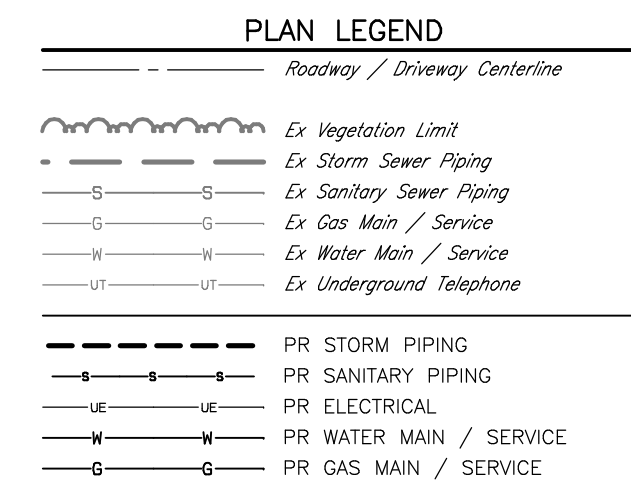 PLAN LEGEND
Roadway / Driveway Centerline
Ex Vegetation Limit
Ex Storm Sewer Piping
S S Ex Sanitary Sewer Piping
G G Ex Gas Main / Service
W W Ex Water Main / Service
UT UT Ex Underground Telephone
PR STORM PIPING
S S S PR SANITARY PIPING
UE UE PR ELECTRICAL
W W PR WATER MAIN / SERVICE
G G PR GAS MAIN / SERVICE